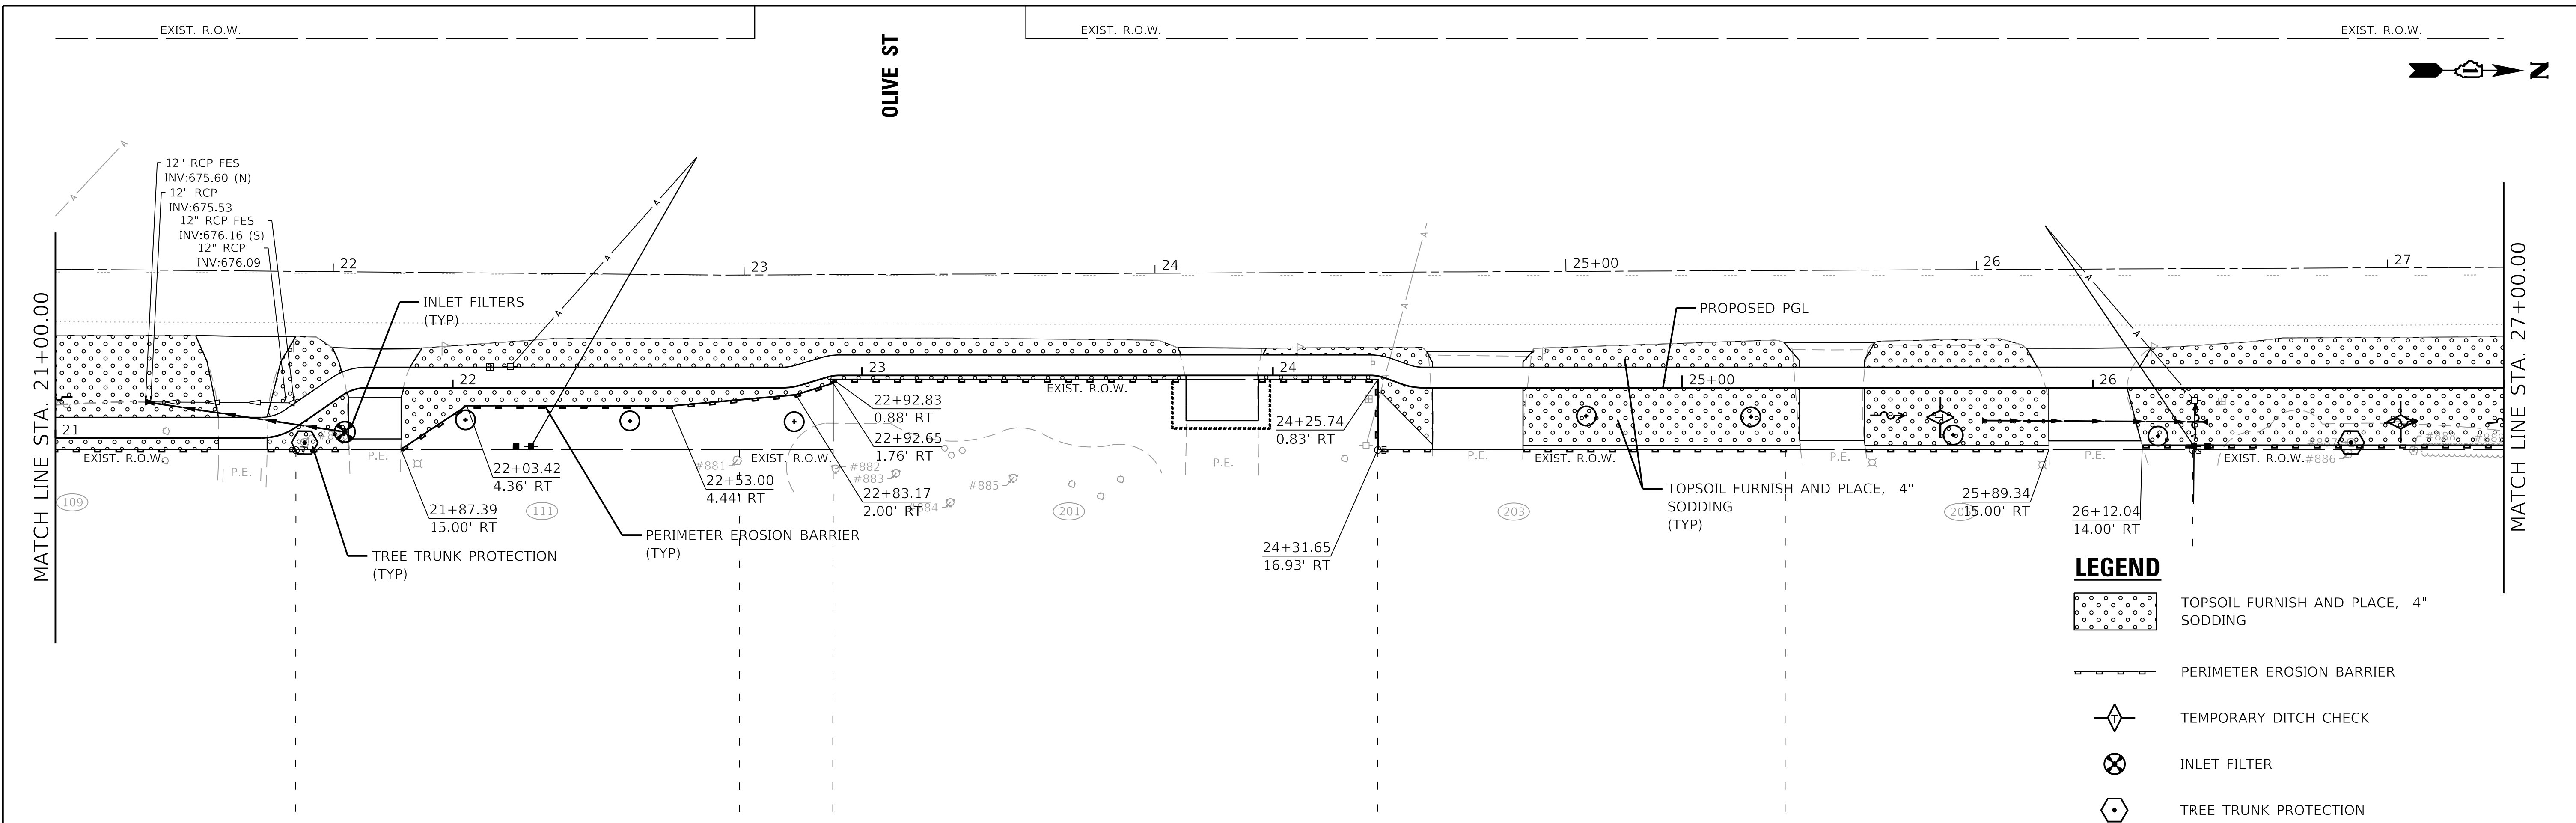 EXIST. R.O.W.
EXIST. R.O.W.
EXIST. R.O.W.
OLIVE ST
N
A
A
12" RCP FES
INV:675.60 (N)
12" RCP
INV:675.53
12" RCP FES
INV:676.16 (S)
12" RCP
INV:676.09
A
A
A
A
A
A
A
22
23
24
25+00
26
27
MATCH LINE STA. 21+00.00
MATCH LINE STA. 27+00.00
INLET FILTERS
(TYP)
PROPOSED PGL
21
22
23
24
25+00
26
EXIST. R.O.W.
EXIST. R.O.W.
EXIST. R.O.W.
EXIST. R.O.W.
EXIST. R.O.W.
P.E.
P.E.
P.E.
P.E.
P.E.
P.E.
22+92.83
0.88' RT
22+92.65
1.76' RT
24+25.74
0.83' RT
#881
#882
#883
#885
#886
22+03.42
4.36' RT
22+53.00
4.44' RT
22+83.17
2.00' RT
21+87.39
15.00' RT
25+89.34
15.00' RT
26+12.04
14.00' RT
24+31.65
16.93' RT
109
111
201
203
PERIMETER EROSION BARRIER
(TYP)
TREE TRUNK PROTECTION
(TYP)
TOPSOIL FURNISH AND PLACE, 4"
SODDING
(TYP)
LEGEND
TOPSOIL FURNISH AND PLACE, 4"
SODDING
PERIMETER EROSION BARRIER
T
TEMPORARY DITCH CHECK
INLET FILTER
TREE TRUNK PROTECTION